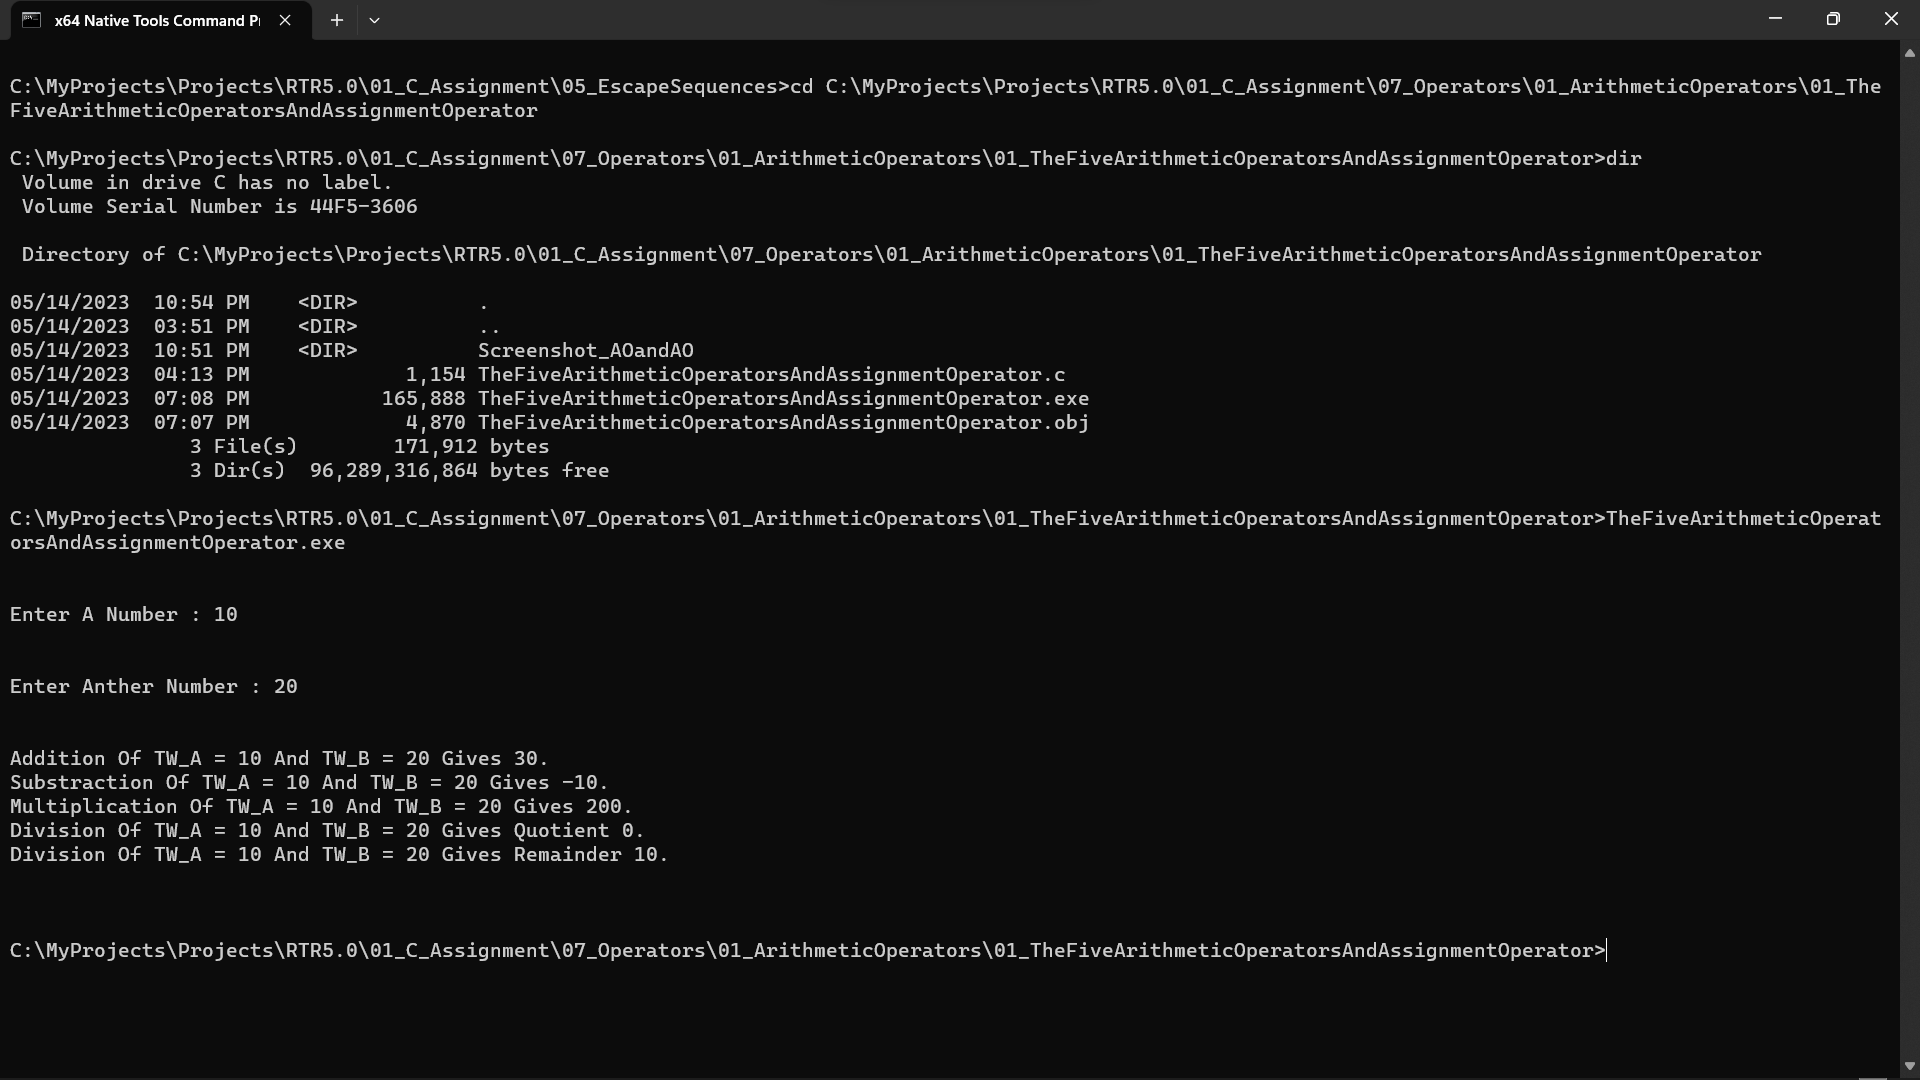 x64 Native Tools Command P
C:\MyProjects\Projects\RTR5.0\01_C_Assignment\05_EscapeSequences>cd C:\MyProjects\Projects\RTR5.0\01_C_Assignment\07_Operators\01_ArithmeticOperators\01_The
FiveArithmeticOperatorsAndAssignmentOperator
C:\MyProjects\Projects\RTR5.0\01_C_Assignment\07_Operators\01_ArithmeticOperators\01_TheFiveArithmeticOperatorsAndAssignmentOperator>dir
Volume in drive C has no label.
Volume Serial Number is 44F5-3606
Directory of C:\MyProjects\Projects\RTR5.0\01_C_Assignment\07_Operators\01_ArithmeticOperators\01_TheFiveArithmeticOperatorsAndAssignmentOperator
05/14/2023  10:54 PM    <DIR>          .
05/14/2023  03:51 PM    <DIR>          ..
05/14/2023  10:51 PM    <DIR>          Screenshot_AOandAO
05/14/2023  04:13 PM             1,154 TheFiveArithmeticOperatorsAndAssignmentOperator.c
05/14/2023  07:08 PM           165,888 TheFiveArithmeticOperatorsAndAssignmentOperator.exe
05/14/2023  07:07 PM             4,870 TheFiveArithmeticOperatorsAndAssignmentOperator.obj
3 File(s)        171,912 bytes
3 Dir(s)  96,289,316,864 bytes free
C:\MyProjects\Projects\RTR5.0\01_C_Assignment\07_Operators\01_ArithmeticOperators\01_TheFiveArithmeticOperatorsAndAssignmentOperator>TheFiveArithmeticOperat
orsAndAssignmentOperator.exe
Enter A Number : 10
Enter Anther Number : 20
Addition Of TW_A = 10 And TW_B = 20 Gives 30.
Substraction Of TW_A = 10 And TW_B = 20 Gives -10.
Multiplication Of TW_A = 10 And TW_B = 20 Gives 200.
Division Of TW_A = 10 And TW_B = 20 Gives Quotient 0.
Division Of TW_A = 10 And TW_B = 20 Gives Remainder 10.
C:\MyProjects\Projects\RTR5.0\01_C_Assignment\07_Operators\01_ArithmeticOperators\01_TheFiveArithmeticOperatorsAndAssignmentOperator>